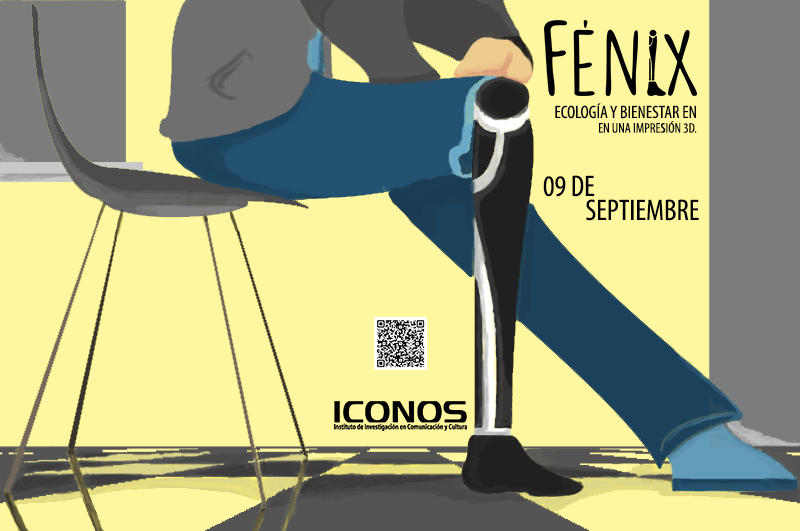 FÉNIX
ECOLOGÍA Y BIENESTAR EN
EN UNA IMPRESIÓN 3D.
09 DE
SEPTIEMBRE
ICONOS
Instituto de Investigación en Comunicación y Cultura